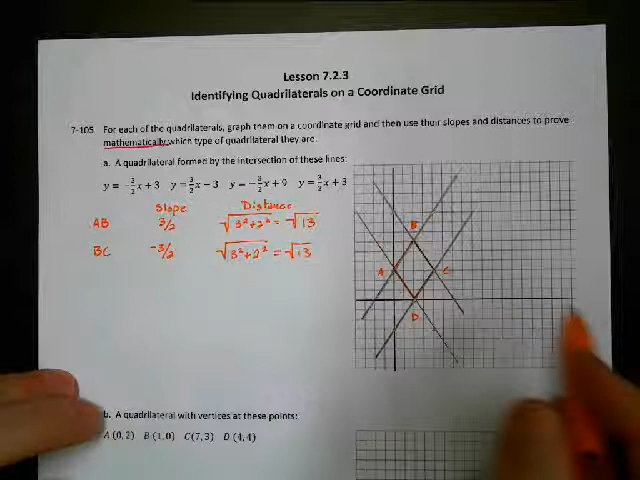 Lesson 7.2.3
Identifying Quadrilaterals on a Coordinate Grid
7-105 For each of the quadrilaterals, graph them on a coordinate grid and then use their slopes and distances to prove
mathematically which type of quadrilateral they are.
a. A quadrilateral formed by the intersection of these lines:
y = -3/2x + 3 y = 3/2x - 3 y = -3/2x + 9 y = 3/2x + 3
Slope Distance
AB 3/2 √3²+2² = √13
BC -3/2 √3²+2² = √13
B
A C
D
b. A quadrilateral with vertices at these points:
A (0,2) B (1,0) C (7,3) D (4,4)